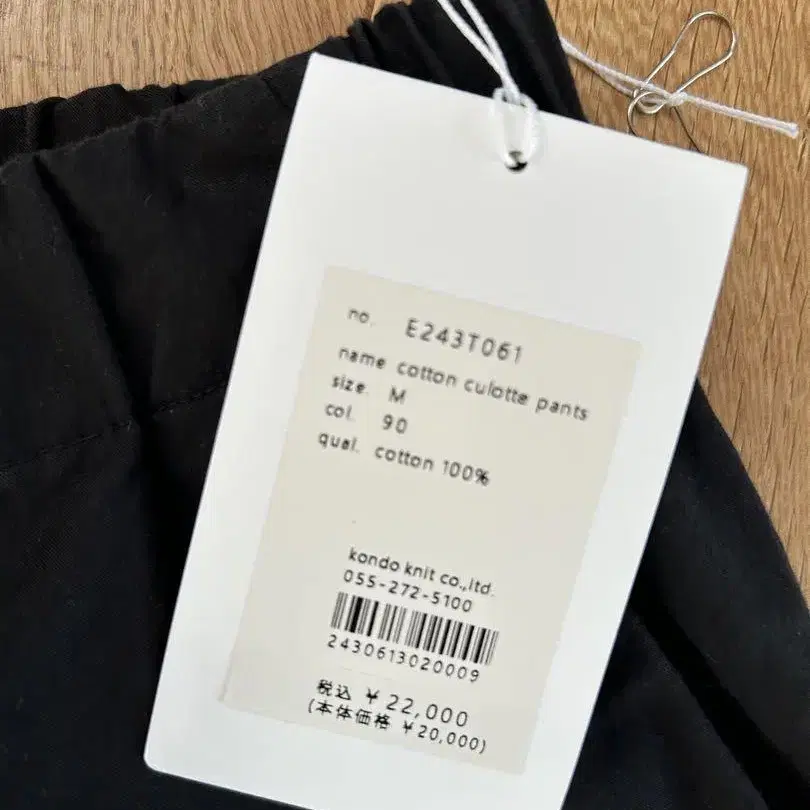 no. E243T061
name cotton culotte pants
size. M
col. 90
qual. cotton 100%
kondo knit co.,ltd.
055-272-5100
2430613020009
税込 ¥22,000
(本体価格 ¥20,000)